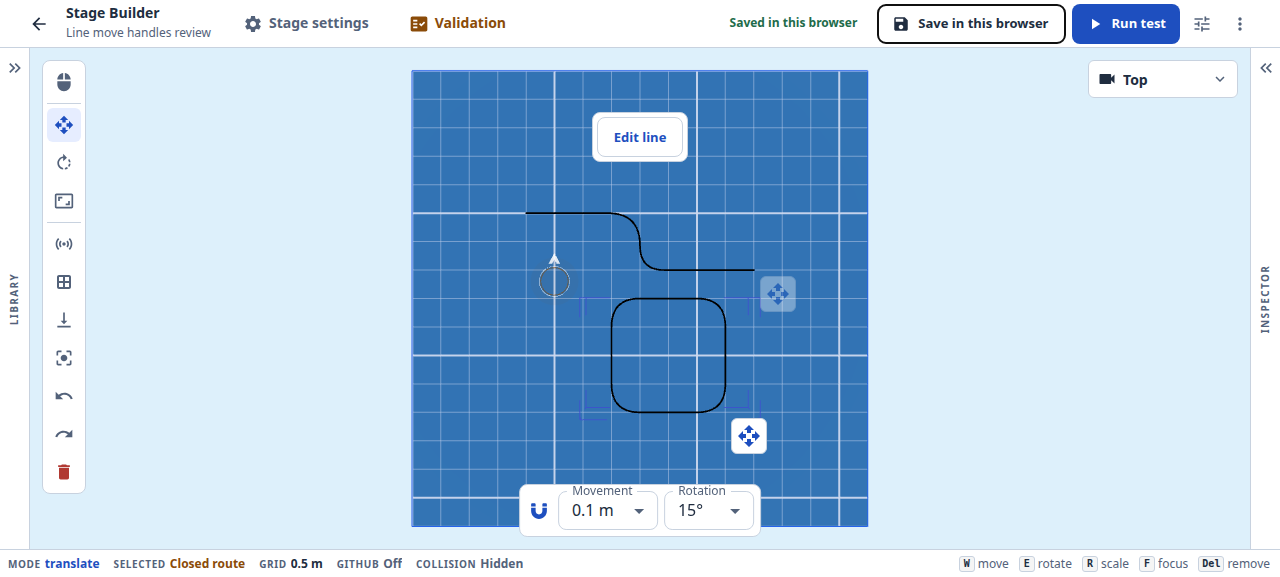 Stage Builder
Line move handles review
Stage settings
Validation
Saved in this browser
Save in this browser
Run test
Top
Edit line
LIBRARY
INSPECTOR
Movement
0.1 m
Rotation
15°
MODE translate
SELECTED Closed route
GRID 0.5 m
GITHUB Off
COLLISION Hidden
W move
E rotate
R scale
F focus
Del remove